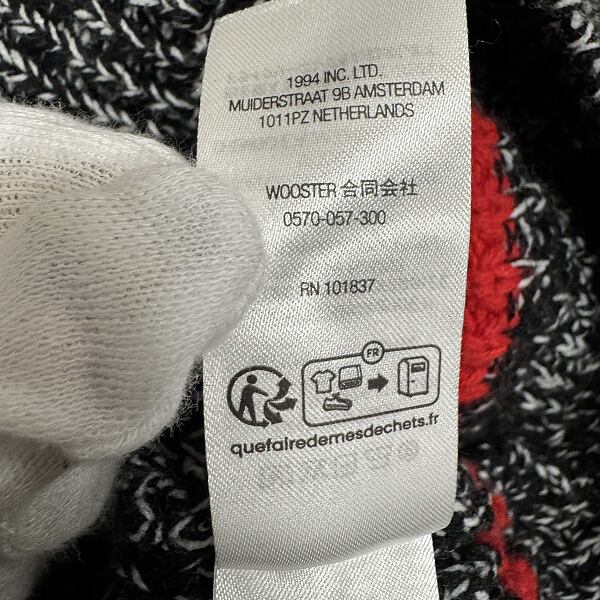 1994 INC. LTD.
MUIDERSTRAAT 9B AMSTERDAM
1011PZ NETHERLANDS
WOOSTER 合同会社
0570-057-300
RN 101837
FR
quefairedemesdechets.fr